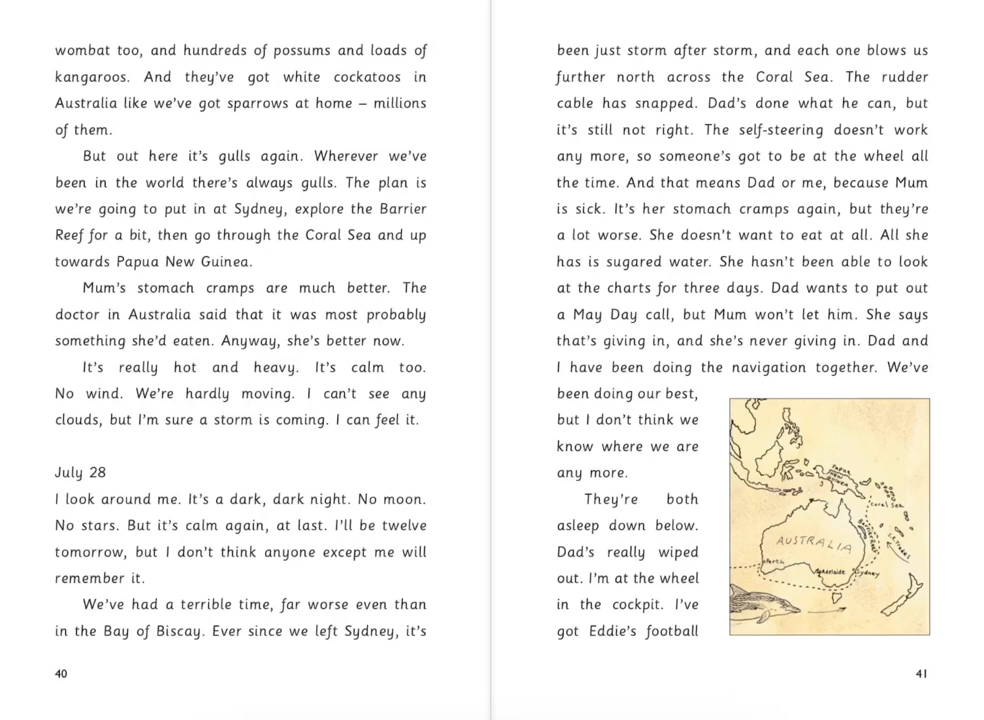 wombat too, and hundreds of possums and loads of
kangaroos. And they've got white cockatoos in
Australia like we've got sparrows at home – millions
of them.
But out here it's gulls again. Wherever we've
been in the world there's always gulls. The plan is
we're going to put in at Sydney, explore the Barrier
Reef for a bit, then go through the Coral Sea and up
towards Papua New Guinea.
Mum's stomach cramps are much better. The
doctor in Australia said that it was most probably
something she'd eaten. Anyway, she's better now.
It's really hot and heavy. It's calm too.
No wind. We're hardly moving. I can't see any
clouds, but I'm sure a storm is coming. I can feel it.
July 28
I look around me. It's a dark, dark night. No moon.
No stars. But it's calm again, at last. I'll be twelve
tomorrow, but I don't think anyone except me will
remember it.
We've had a terrible time, far worse even than
in the Bay of Biscay. Ever since we left Sydney, it's
40
been just storm after storm, and each one blows us
further north across the Coral Sea. The rudder
cable has snapped. Dad's done what he can, but
it's still not right. The self-steering doesn't work
any more, so someone's got to be at the wheel all
the time. And that means Dad or me, because Mum
is sick. It's her stomach cramps again, but they're
a lot worse. She doesn't want to eat at all. All she
has is sugared water. She hasn't been able to look
at the charts for three days. Dad wants to put out
a May Day call, but Mum won't let him. She says
that's giving in, and she's never giving in. Dad and
I have been doing the navigation together. We've
been doing our best,
but I don't think we
know where we are
any more.
They're both
asleep down below.
Dad's really wiped
out. I'm at the wheel
in the cockpit. I've
got Eddie's football
Papua
New
Guinea
Coral Sea
AUSTRALIA
Perth
Adelaide
Sydney
41